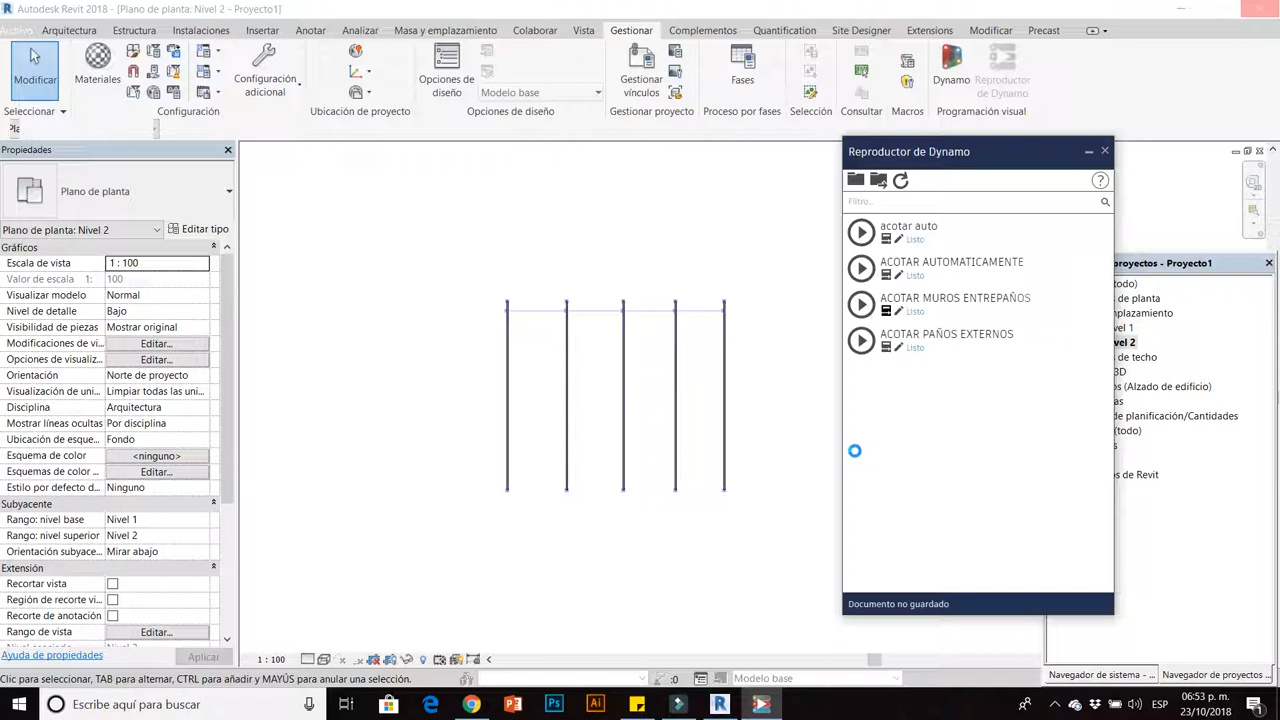 Autodesk Revit 2018 - [Plano de planta: Nivel 2 - Proyecto1]
Archivo Arquitectura Estructura Instalaciones Insertar Anotar Analizar Masa y emplazamiento Colaborar Vista Gestionar Complementos Quantification Site Designer Extensions Modificar Precast
Modificar Materiales Configuración adicional Opciones de diseño Modelo base Gestionar vínculos Fases Dynamo Reproductor de Dynamo
Seleccionar Configuración Ubicación de proyecto Opciones de diseño Gestionar proyecto Proceso por fases Selección Consultar Macros Programación visual
Propiedades
Plano de planta
Plano de planta: Nivel 2 Editar tipo
Gráficos
Escala de vista 1 : 100
Valor de escala 1: 100
Visualizar modelo Normal
Nivel de detalle Bajo
Visibilidad de piezas Mostrar original
Modificaciones de vi... Editar...
Opciones de visualiz... Editar...
Orientación Norte de proyecto
Visualización de uni... Limpiar todas las uni...
Disciplina Arquitectura
Mostrar líneas ocultas Por disciplina
Ubicación de esque... Fondo
Esquema de color <ninguno>
Esquemas de color ... Editar...
Estilo por defecto d... Ninguno
Subyacente
Rango: nivel base Nivel 1
Rango: nivel superior Nivel 2
Orientación subyace... Mirar abajo
Extensión
Recortar vista
Región de recorte vi...
Recorte de anotación
Rango de vista Editar...
Ayuda de propiedades Aplicar
Reproductor de Dynamo
?
Filtro...
acotar auto
Listo
ACOTAR AUTOMATICAMENTE
Listo
ACOTAR MUROS ENTREPAÑOS
Listo
ACOTAR PAÑOS EXTERNOS
Listo
Documento no guardado
proyectos - Proyecto1
(todo)
s de planta
mplazamiento
vel 1
vel 2
s de techo
3D
s (Alzado de edificio)
as
de planificación/Cantidades
(todo)
os de Revit
Navegador de sistema - ... Navegador de proyectos ...
1 : 100
Clic para seleccionar, TAB para alternar, CTRL para añadir y MAYÚS para anular una selección. :0 Modelo base
Escribe aquí para buscar
ESP
06:53 p. m.
23/10/2018